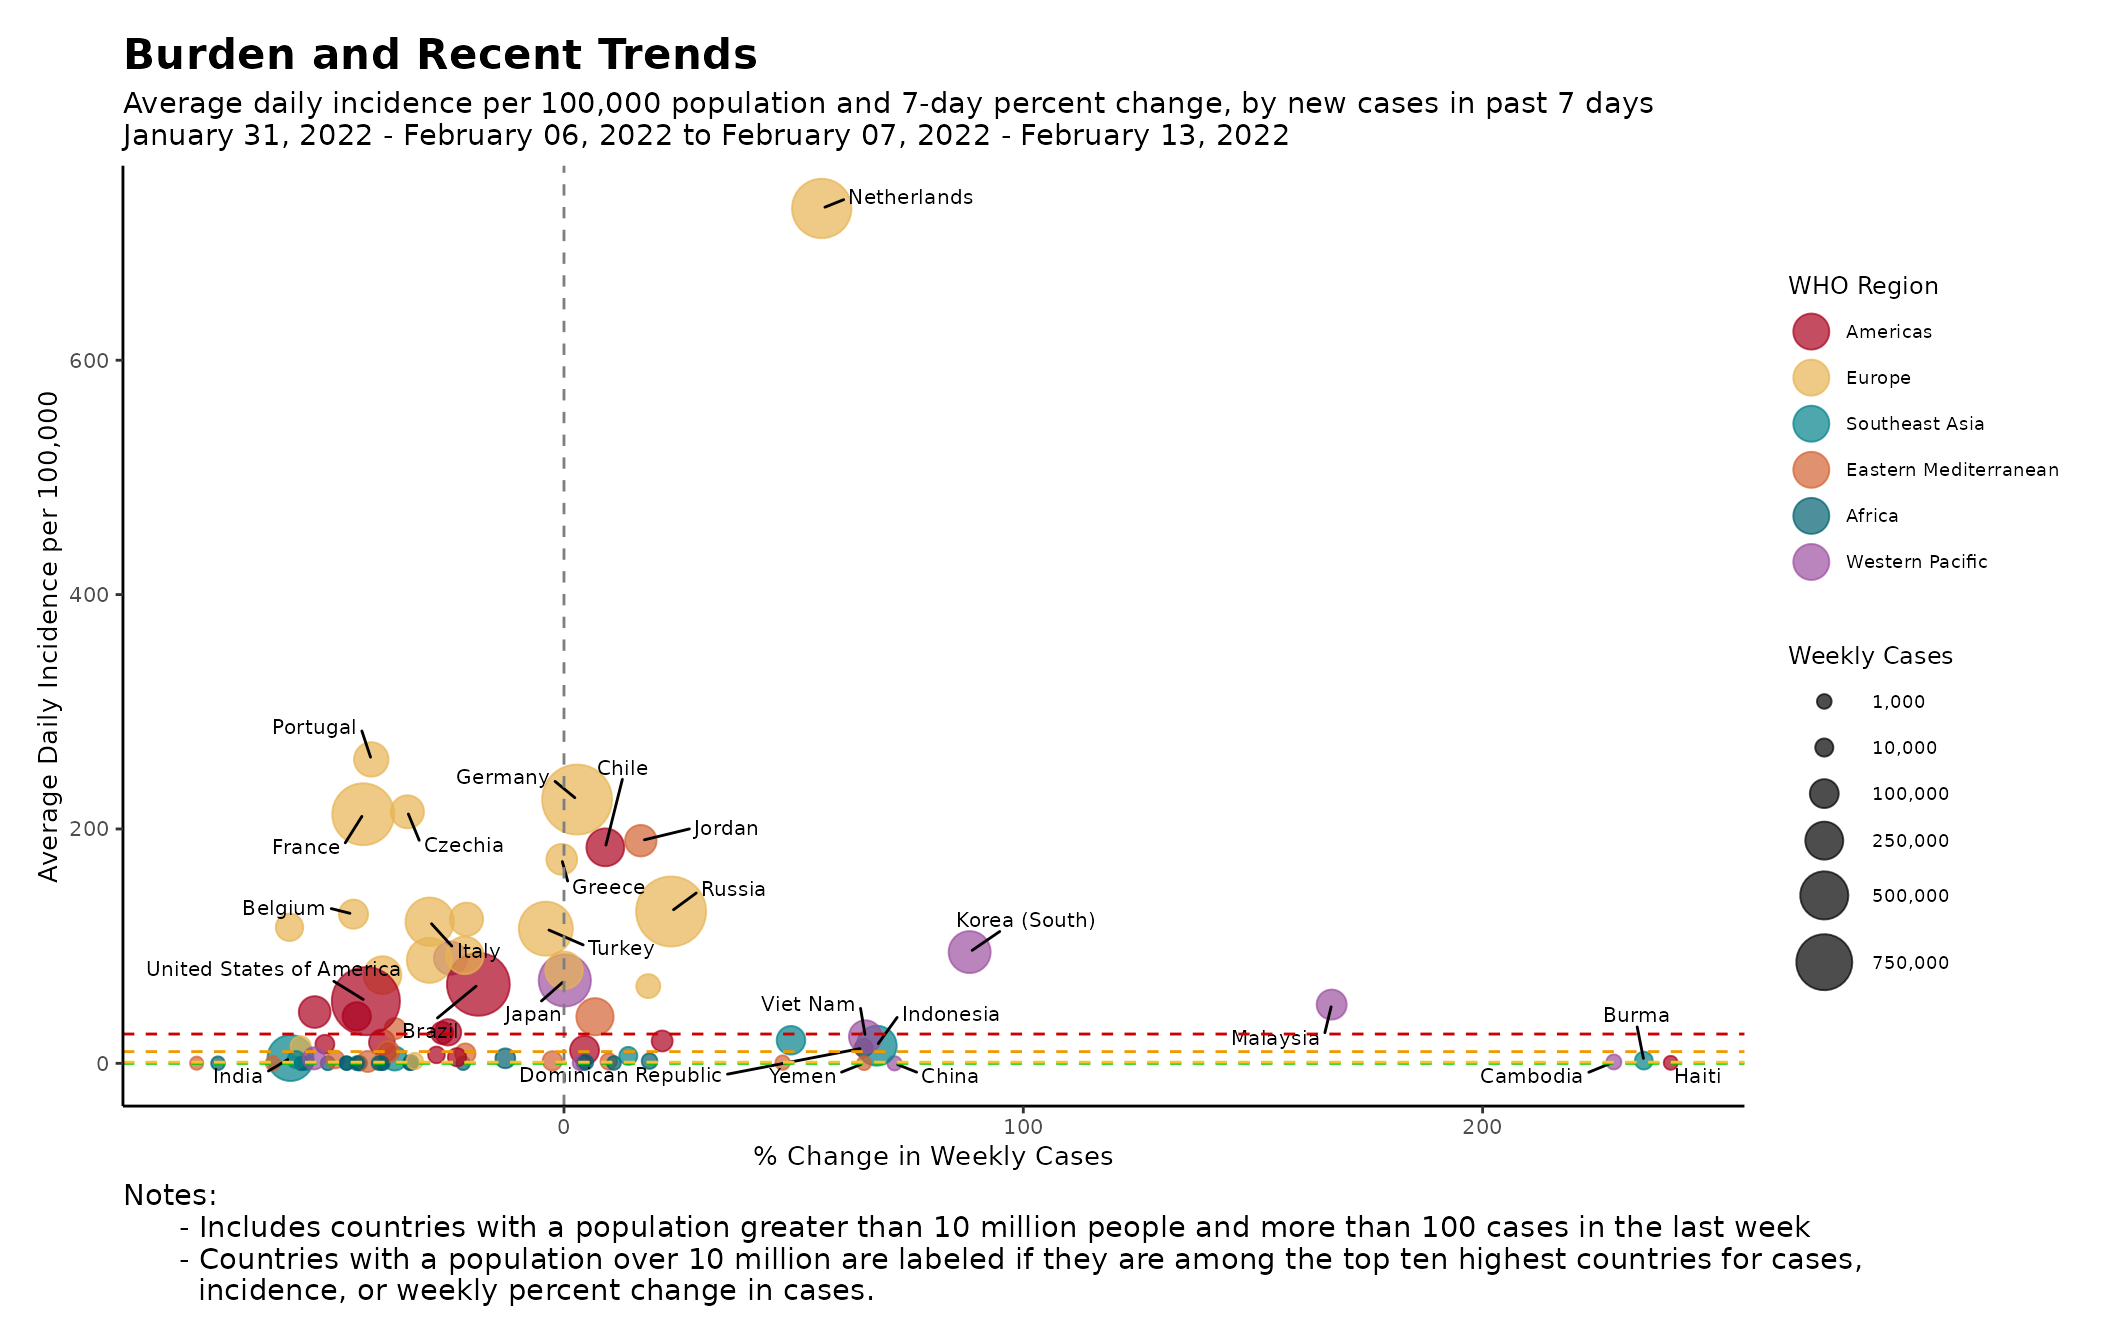 Burden and Recent Trends
Average daily incidence per 100,000 population and 7-day percent change, by new cases in past 7 days
January 31, 2022 - February 06, 2022 to February 07, 2022 - February 13, 2022
Average Daily Incidence per 100,000
600
400
200
0
Netherlands
Portugal
Germany
Chile
France
Czechia
Jordan
Greece
Russia
Belgium
Italy
Turkey
Korea (South)
United States of America
Brazil
Japan
Viet Nam
Indonesia
Malaysia
Burma
India
Dominican Republic
Yemen
China
Cambodia
Haiti
0
100
200
% Change in Weekly Cases
WHO Region
Americas
Europe
Southeast Asia
Eastern Mediterranean
Africa
Western Pacific
Weekly Cases
1,000
10,000
100,000
250,000
500,000
750,000
Notes:
- Includes countries with a population greater than 10 million people and more than 100 cases in the last week
- Countries with a population over 10 million are labeled if they are among the top ten highest countries for cases,
incidence, or weekly percent change in cases.